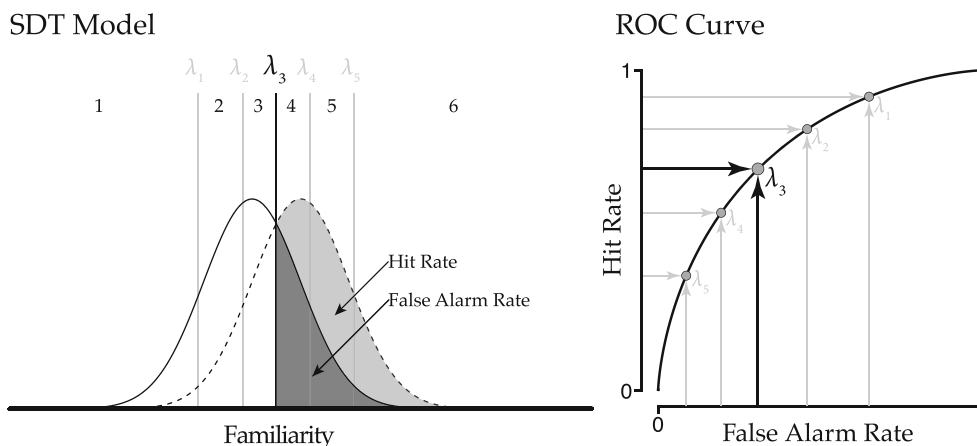 SDT Model
λ1 λ2 λ3 λ4 λ5
1 2 3 4 5 6
Hit Rate
False Alarm Rate
Familiarity
ROC Curve
1
λ1
λ2
λ3
λ4
λ5
Hit Rate
0
0
False Alarm Rate